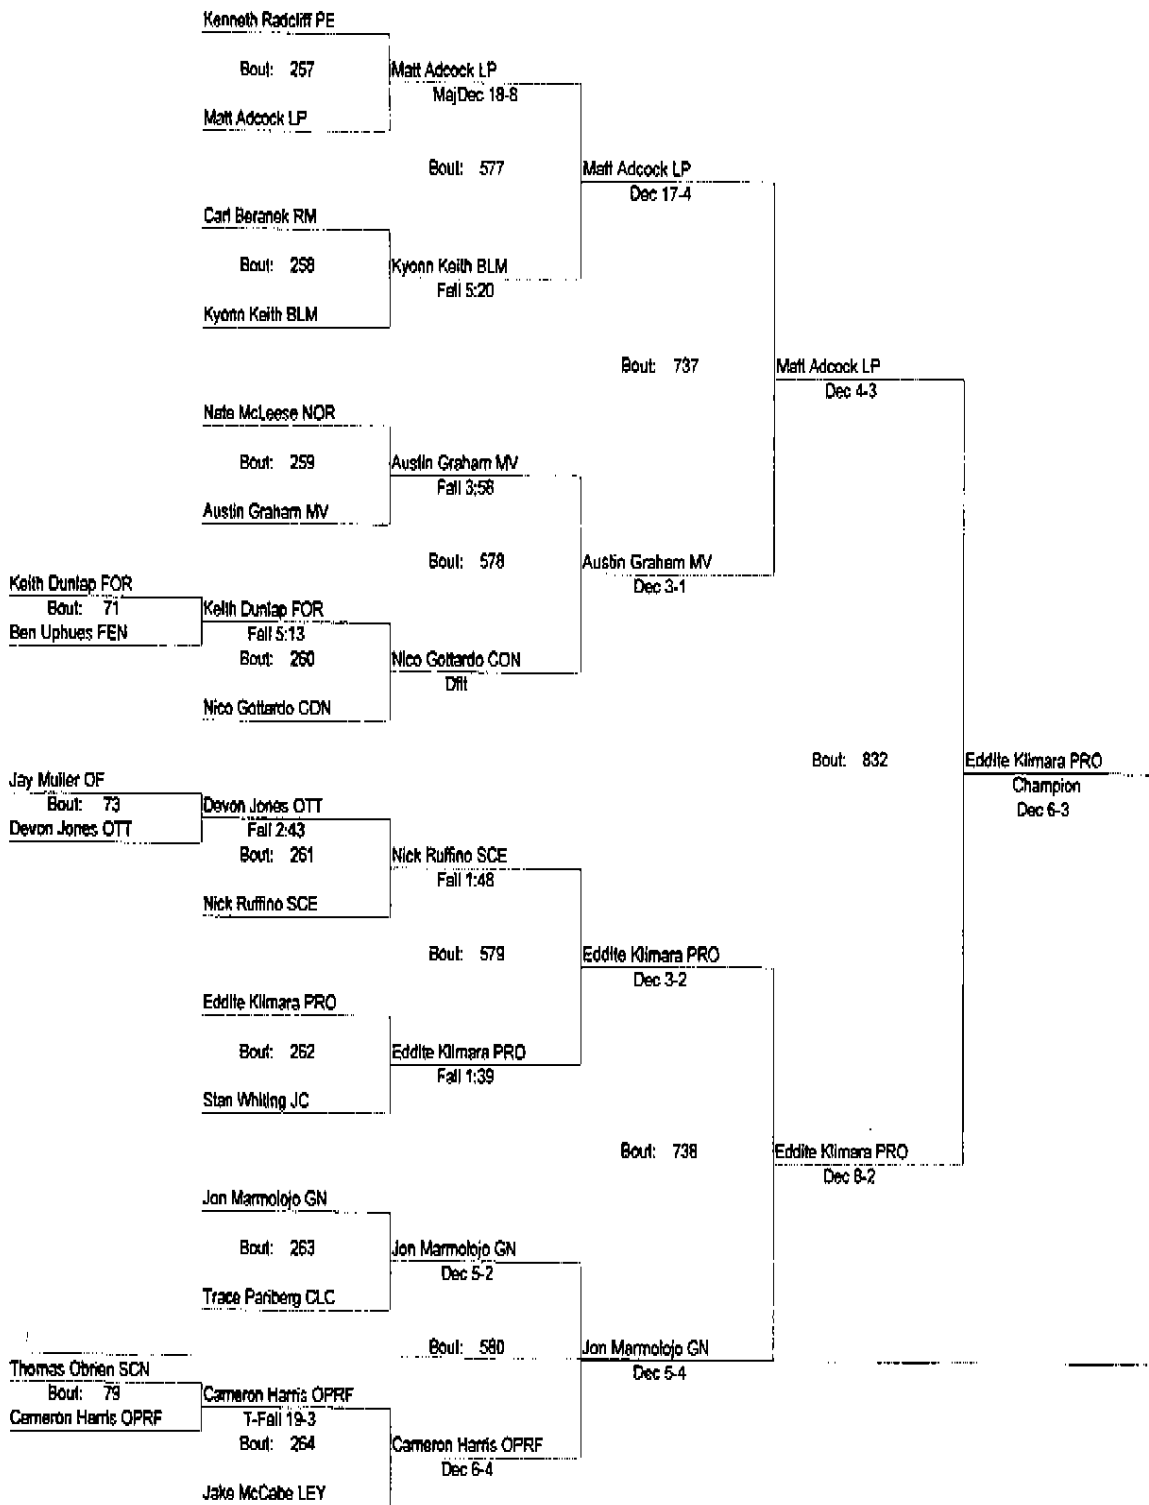 Kenneth Radcliff PE
Bout: 257
Matt Adcock LP
MajDec 18-8
Matt Adcock LP
Bout: 577
Matt Adcock LP
Dec 17-4
Carl Beranek RM
Bout: 258
Kyonn Keith BLM
Fall 5:20
Kyonn Keith BLM
Bout: 737
Matt Adcock LP
Dec 4-3
Nate McLeese NOR
Bout: 259
Austin Graham MV
Fall 3:58
Austin Graham MV
Bout: 578
Austin Graham MV
Dec 3-1
Keith Dunlap FOR
Bout: 71
Ben Uphues FEN
Keith Dunlap FOR
Fall 5:13
Bout: 260
Nico Gottardo CON
Dflt
Nico Gottardo CON
Bout: 832
Eddite Klimara PRO
Champion
Dec 6-3
Jay Muller OF
Bout: 73
Devon Jones OTT
Devon Jones OTT
Fall 2:43
Bout: 261
Nick Ruffino SCE
Fall 1:48
Nick Ruffino SCE
Bout: 579
Eddite Klimara PRO
Dec 3-2
Eddite Klimara PRO
Bout: 262
Eddite Klimara PRO
Fall 1:39
Stan Whiting JC
Bout: 738
Eddite Klimara PRO
Dec 8-2
Jon Marmolojo GN
Bout: 263
Jon Marmolojo GN
Dec 5-2
Trace Panberg CLC
Bout: 580
Jon Marmolojo GN
Dec 5-4
Thomas Obrien SCN
Bout: 79
Cameron Harris OPRF
Cameron Harris OPRF
T-Fall 19-3
Bout: 264
Cameron Harris OPRF
Dec 6-4
Jake McCabe LEY